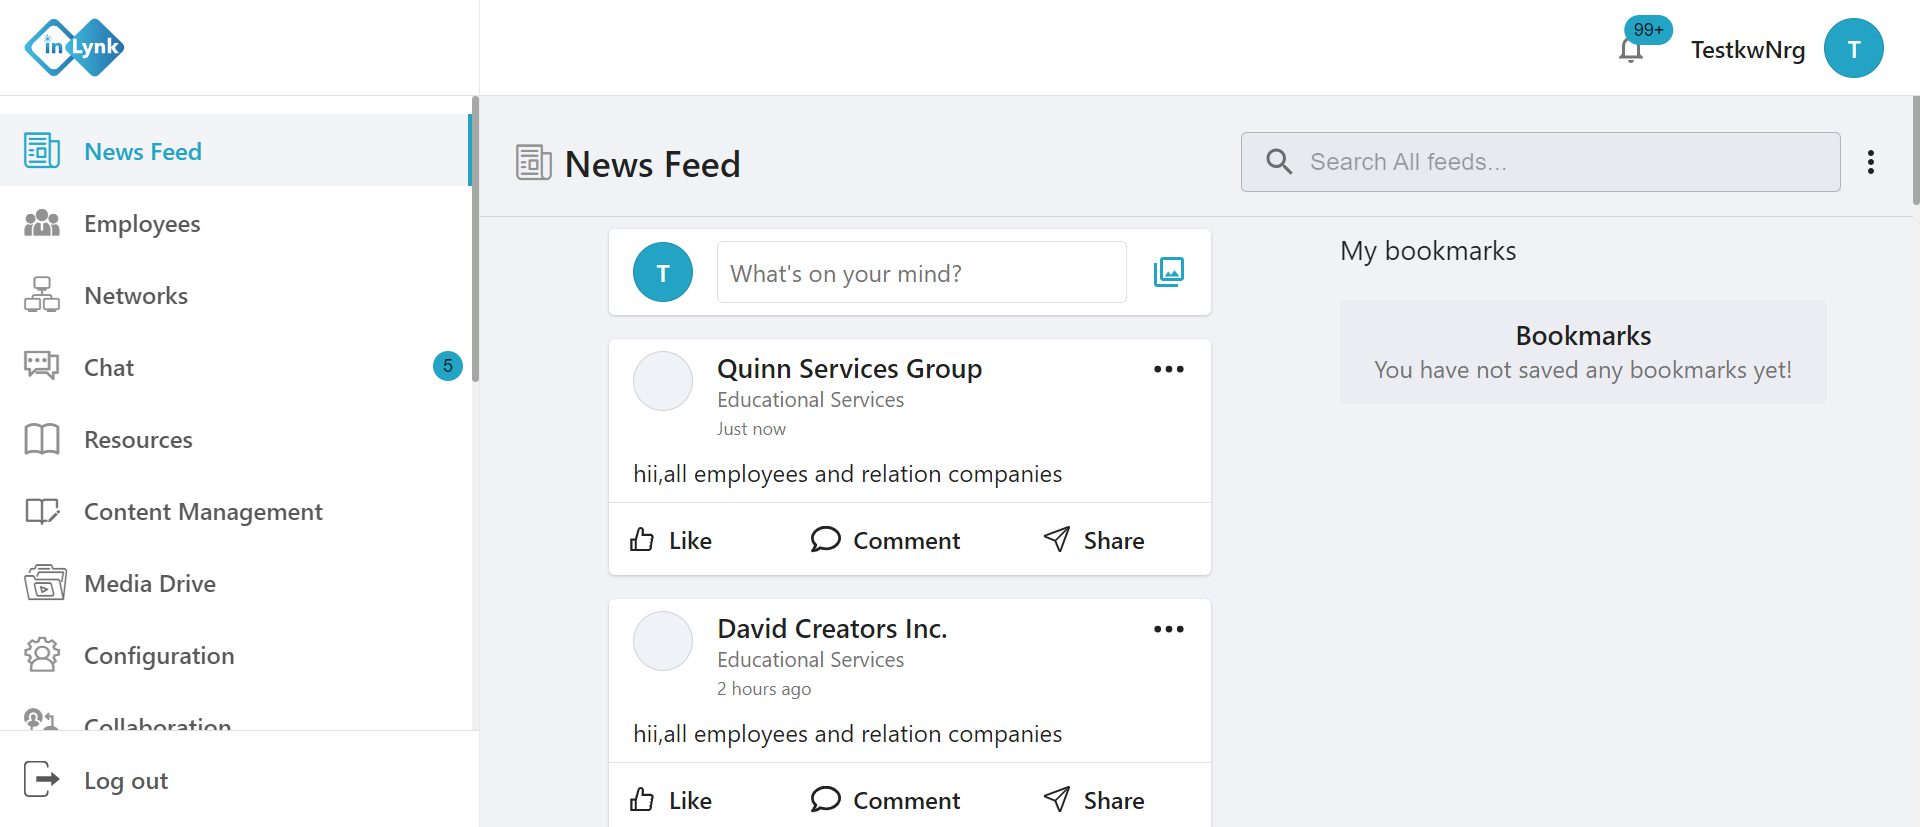 in Lynk
99+
TestkwNrg
T
News Feed
Employees
Networks
Chat
5
Resources
Content Management
Media Drive
Configuration
Collaboration
Log out
News Feed
Search All feeds...
T
What's on your mind?
Quinn Services Group
Educational Services
Just now
hii,all employees and relation companies
Like
Comment
Share
David Creators Inc.
Educational Services
2 hours ago
hii,all employees and relation companies
Like
Comment
Share
My bookmarks
Bookmarks
You have not saved any bookmarks yet!